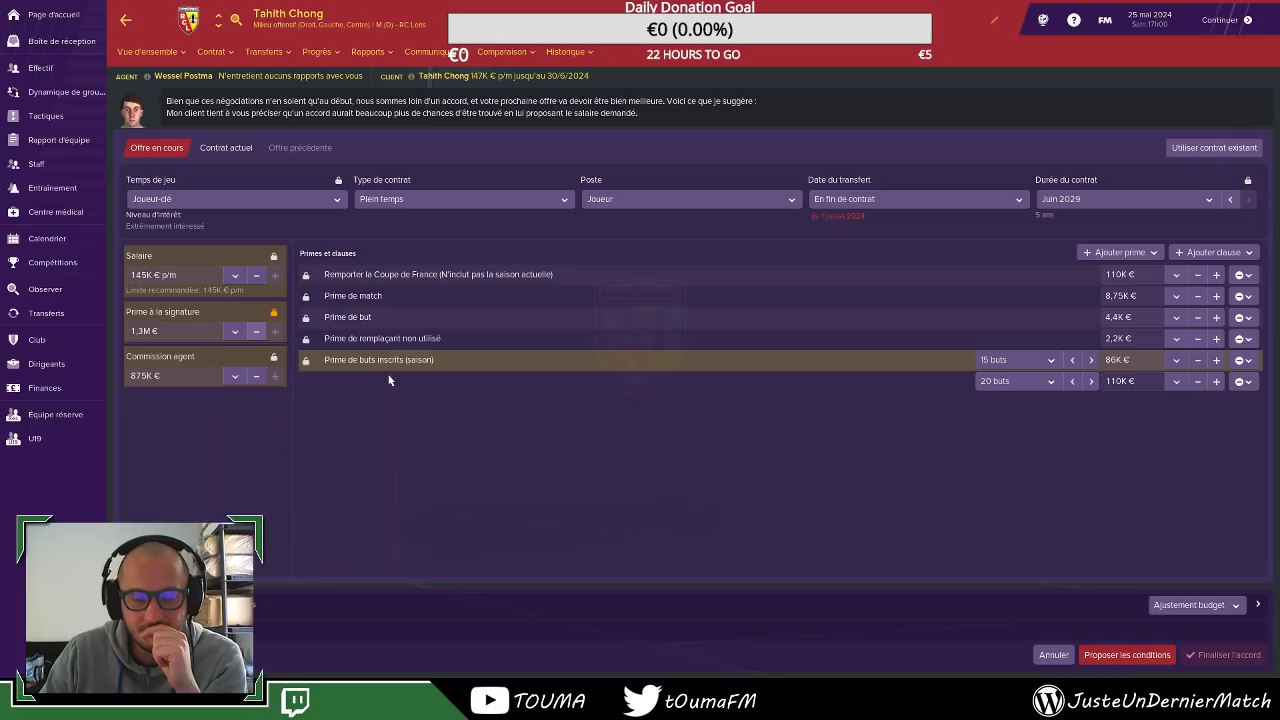 Daily Donation Goal
€0 (0.00%)
€0
22 HOURS TO GO
€5
Tahith Chong
Milieu offensif (Droit, Gauche, Centre) / M (D) - RC Lens
FM
25 mai 2024
Sam 17h00
Continuer
Vue d'ensemble
Contrat
Transferts
Progrès
Rapports
Communiqu
Comparaison
Historique
AGENT
Wessel Postma
N'entretient aucuns rapports avec vous
CLIENT
Tahith Chong
147K € p/m jusqu'au 30/6/2024
Page d'accueil
Boîte de réception
Effectif
Dynamique de grou...
Tactiques
Rapport d'équipe
Staff
Entraînement
Centre médical
Calendrier
Compétitions
Observer
Transferts
Club
Dirigeants
Finances
Équipe réserve
U19
Bien que ces négociations n'en soient qu'au début, nous sommes loin d'un accord, et votre prochaine offre va devoir être bien meilleure. Voici ce que je suggère :
Mon client tient à vous préciser qu'un accord aurait beaucoup plus de chances d'être trouvé en lui proposant le salaire demandé.
Offre en cours
Contrat actuel
Offre précédente
Utiliser contrat existant
Temps de jeu
Type de contrat
Poste
Date du transfert
Durée du contrat
Joueur-clé
Plein temps
Joueur
En fin de contrat
Juin 2029
Niveau d'intérêt:
Extrêmement intéressé
1 juillet 2024
5 ans
Salaire
145K € p/m
Limite recommandée: 145K € p/m
Prime à la signature
1,3M €
Commission agent
875K €
Primes et clauses
Ajouter prime
Ajouter clause
Remporter la Coupe de France (N'inclut pas la saison actuelle)
110K €
Prime de match
8,75K €
Prime de but
4,4K €
Prime de remplaçant non utilisé
2,2K €
Prime de buts inscrits (saison)
15 buts
86K €
20 buts
110K €
Ajustement budget
Annuler
Proposer les conditions
Finaliser l'accord
TOUMA
tOumaFM
JusteUnDernierMatch